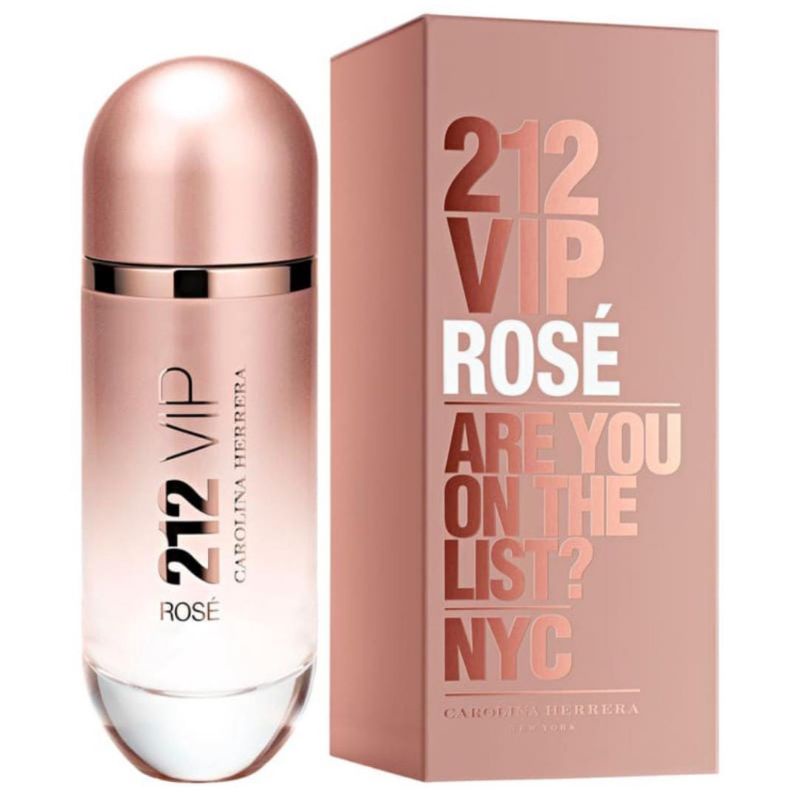 212 VIP
CAROLINA HERRERA
ROSÉ
212
VIP
ROSÉ
ARE YOU
ON THE
LIST?
NYC
CAROLINA HERRERA
NEW YORK